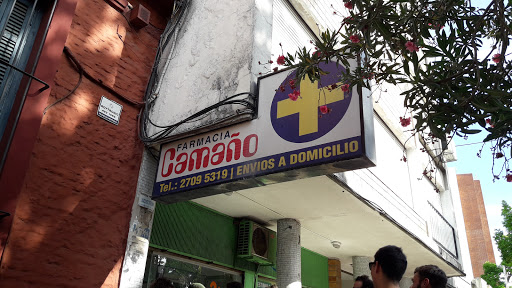 FARMACIA
Camaño
Tel.: 2709 5319 | ENVIOS A DOMICILIO